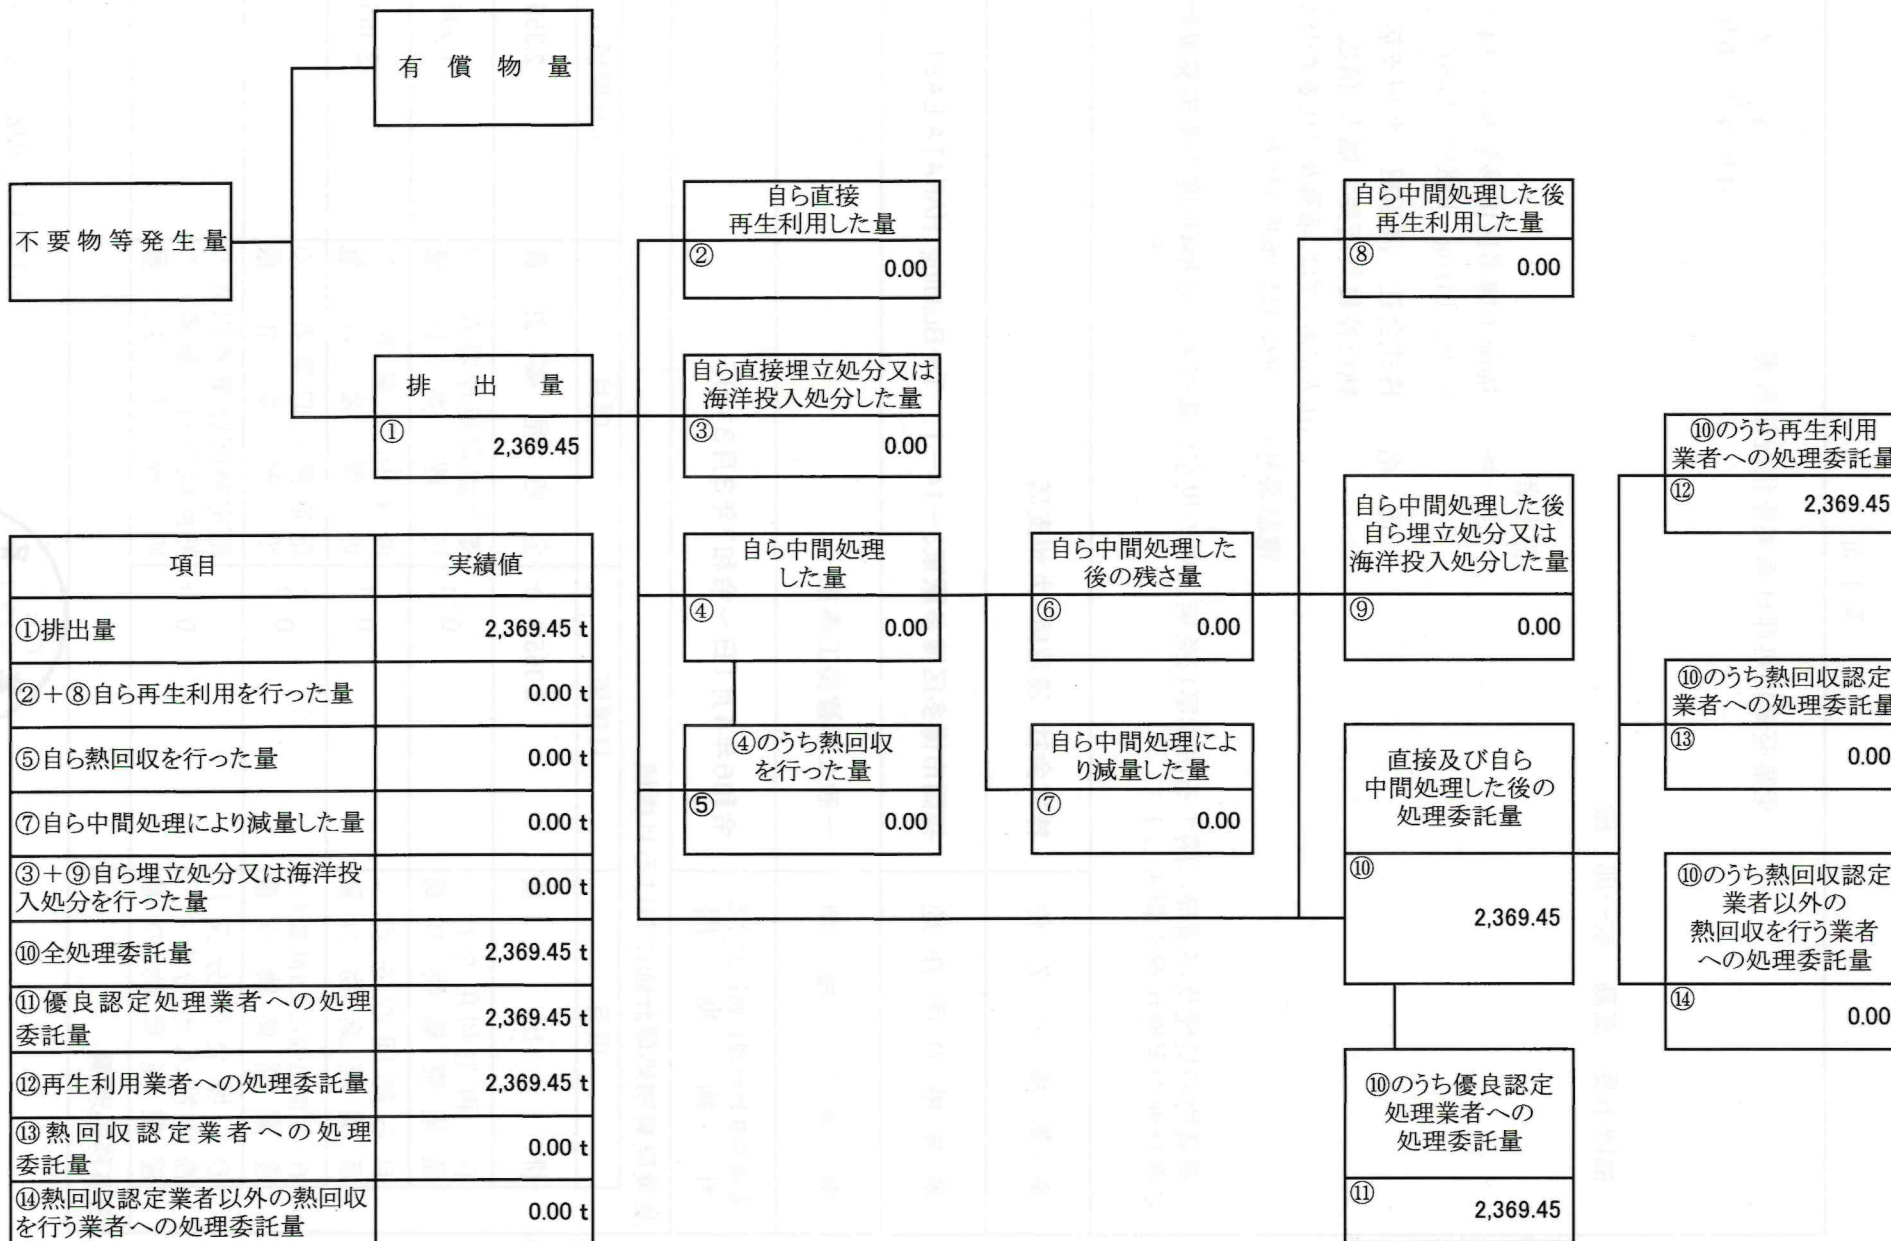 有償物量
不要物等発生量
排出量
①
2,369.45
自ら直接
再生利用した量
②
0.00
自ら直接埋立処分又は
海洋投入処分した量
③
0.00
自ら中間処理
した量
④
0.00
④のうち熱回収
を行った量
⑤
0.00
自ら中間処理した
後の残さ量
⑥
0.00
自ら中間処理によ
り減量した量
⑦
0.00
自ら中間処理した後
再生利用した量
⑧
0.00
自ら中間処理した後
自ら埋立処分又は
海洋投入処分した量
⑨
0.00
直接及び自ら
中間処理した後の
処理委託量
⑩
2,369.45
⑩のうち優良認定
処理業者への
処理委託量
⑪
2,369.45
⑩のうち再生利用
業者への処理委託量
⑫
2,369.45
⑩のうち熱回収認定
業者への処理委託量
⑬
0.00
⑩のうち熱回収認定
業者以外の
熱回収を行う業者
への処理委託量
⑭
0.00
項目 実績値
①排出量 2,369.45 t
②+⑧自ら再生利用を行った量 0.00 t
⑤自ら熱回収を行った量 0.00 t
⑦自ら中間処理により減量した量 0.00 t
③+⑨自ら埋立処分又は海洋投
入処分を行った量 0.00 t
⑩全処理委託量 2,369.45 t
⑪優良認定処理業者への処理
委託量 2,369.45 t
⑫再生利用業者への処理委託量 2,369.45 t
⑬熱回収認定業者への処理
委託量 0.00 t
⑭熱回収認定業者以外の熱回収
を行う業者への処理委託量 0.00 t